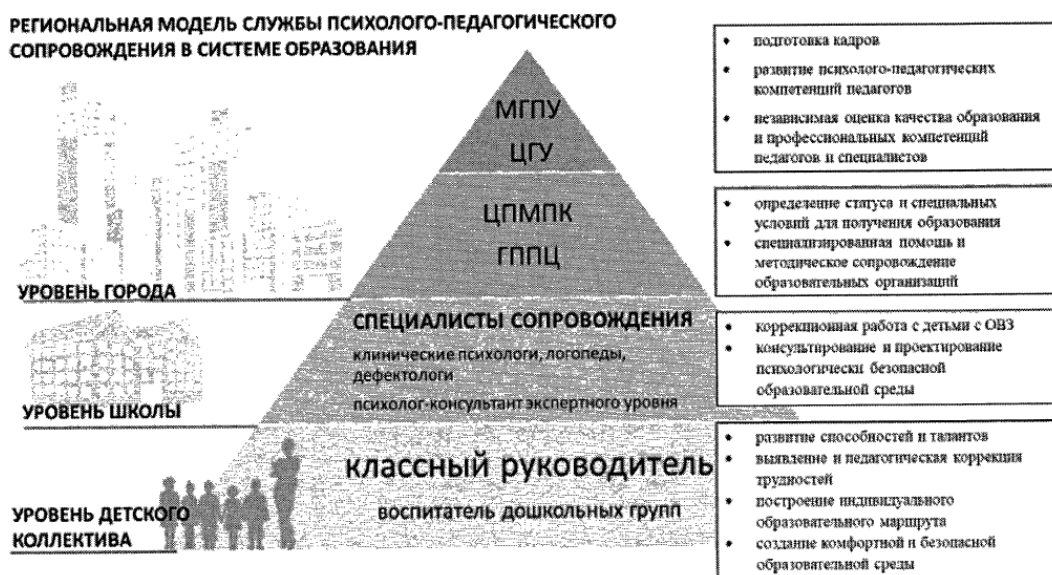 РЕГИОНАЛЬНАЯ МОДЕЛЬ СЛУЖБЫ ПСИХОЛОГО-ПЕДАГОГИЧЕСКОГО
СОПРОВОЖДЕНИЯ В СИСТЕМЕ ОБРАЗОВАНИЯ
МГПУ
ЦГУ
• подготовка кадров
• развитие психолого-педагогических
компетенций педагогов
• независимая оценка качества образования
и профессиональных компетенций
педагогов и специалистов
УРОВЕНЬ ГОРОДА
ЦПМПК
ГППЦ
• определение статуса и специальных
условий для получения образования
• специализированная помощь и
методическое сопровождение
образовательных организаций
УРОВЕНЬ ШКОЛЫ
СПЕЦИАЛИСТЫ СОПРОВОЖДЕНИЯ
клинические психологи, логопеды,
дефектологи
психолог-консультант экспертного уровня
• коррекционная работа с детьми с ОВЗ
• консультирование и проектирование
психологически безопасной
образовательной среды
УРОВЕНЬ ДЕТСКОГО
КОЛЛЕКТИВА
классный руководитель
воспитатель дошкольных групп
• развитие способностей и талантов
• выявление и педагогическая коррекция
трудностей
• построение индивидуального
образовательного маршрута
• создание комфортной и безопасной
образовательной среды